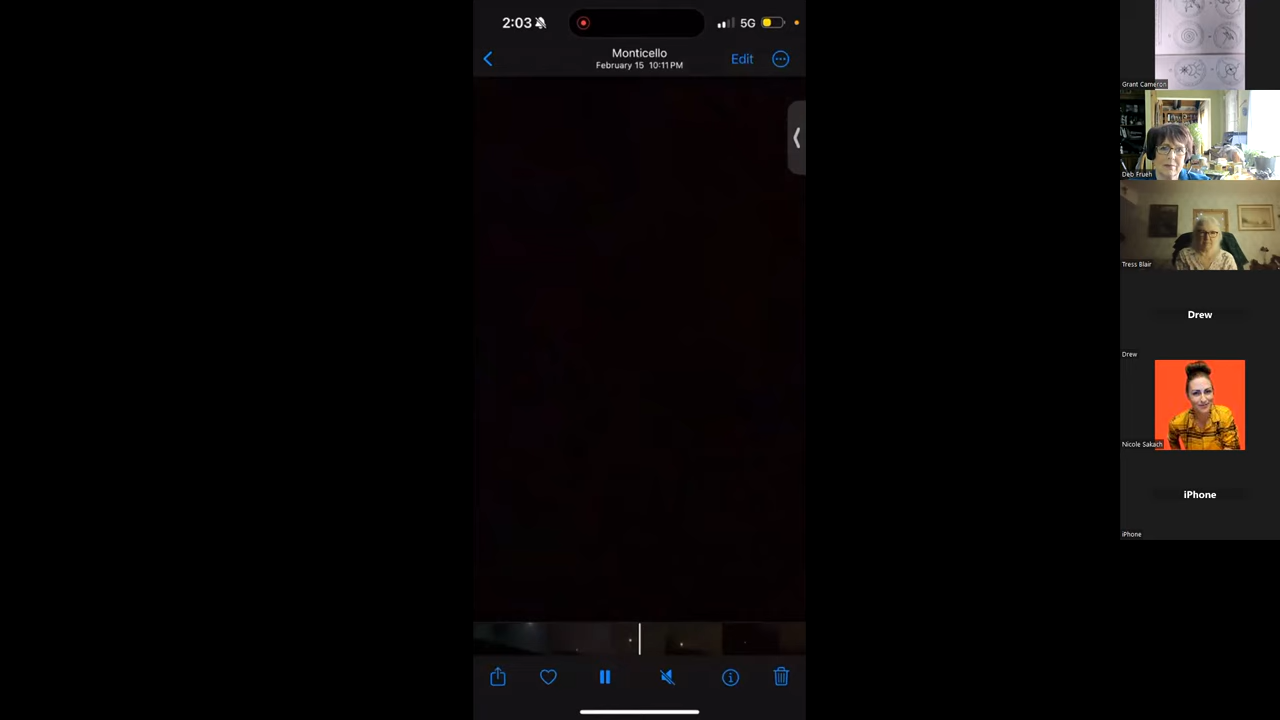 2:03
5G
Monticello
February 15 10:11 PM
Edit
Grant Cameron
Deb Frueh
Tress Blair
Drew
Drew
Nicole Sakach
iPhone
iPhone